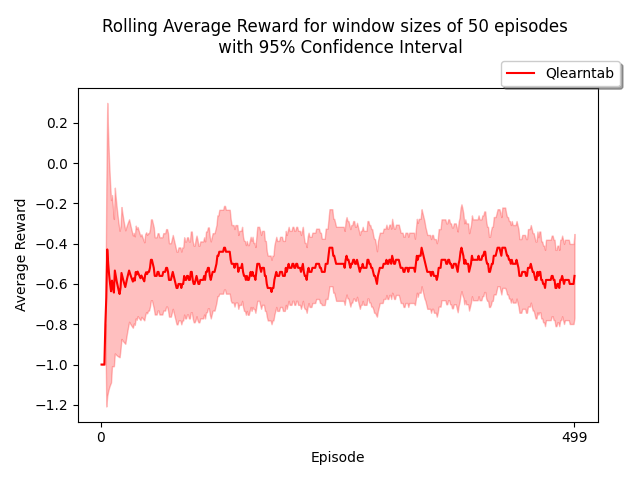 Rolling Average Reward for window sizes of 50 episodes
with 95% Confidence Interval
Qlearntab
Average Reward
0.2
0.0
−0.2
−0.4
−0.6
−0.8
−1.0
−1.2
0
499
Episode